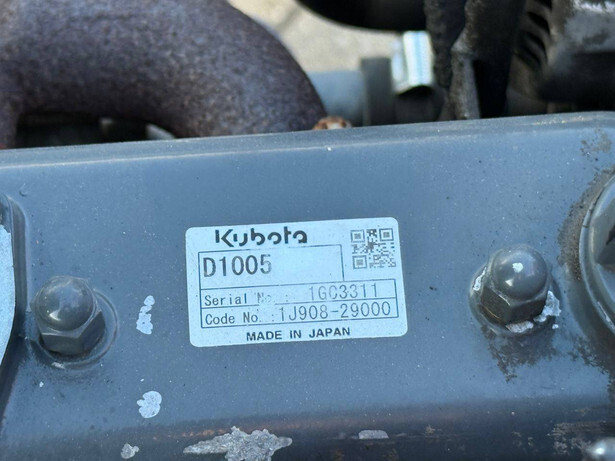 Kubota
D1005
Serial No. : 1GC3311
Code No. : 1J908-29000
MADE IN JAPAN